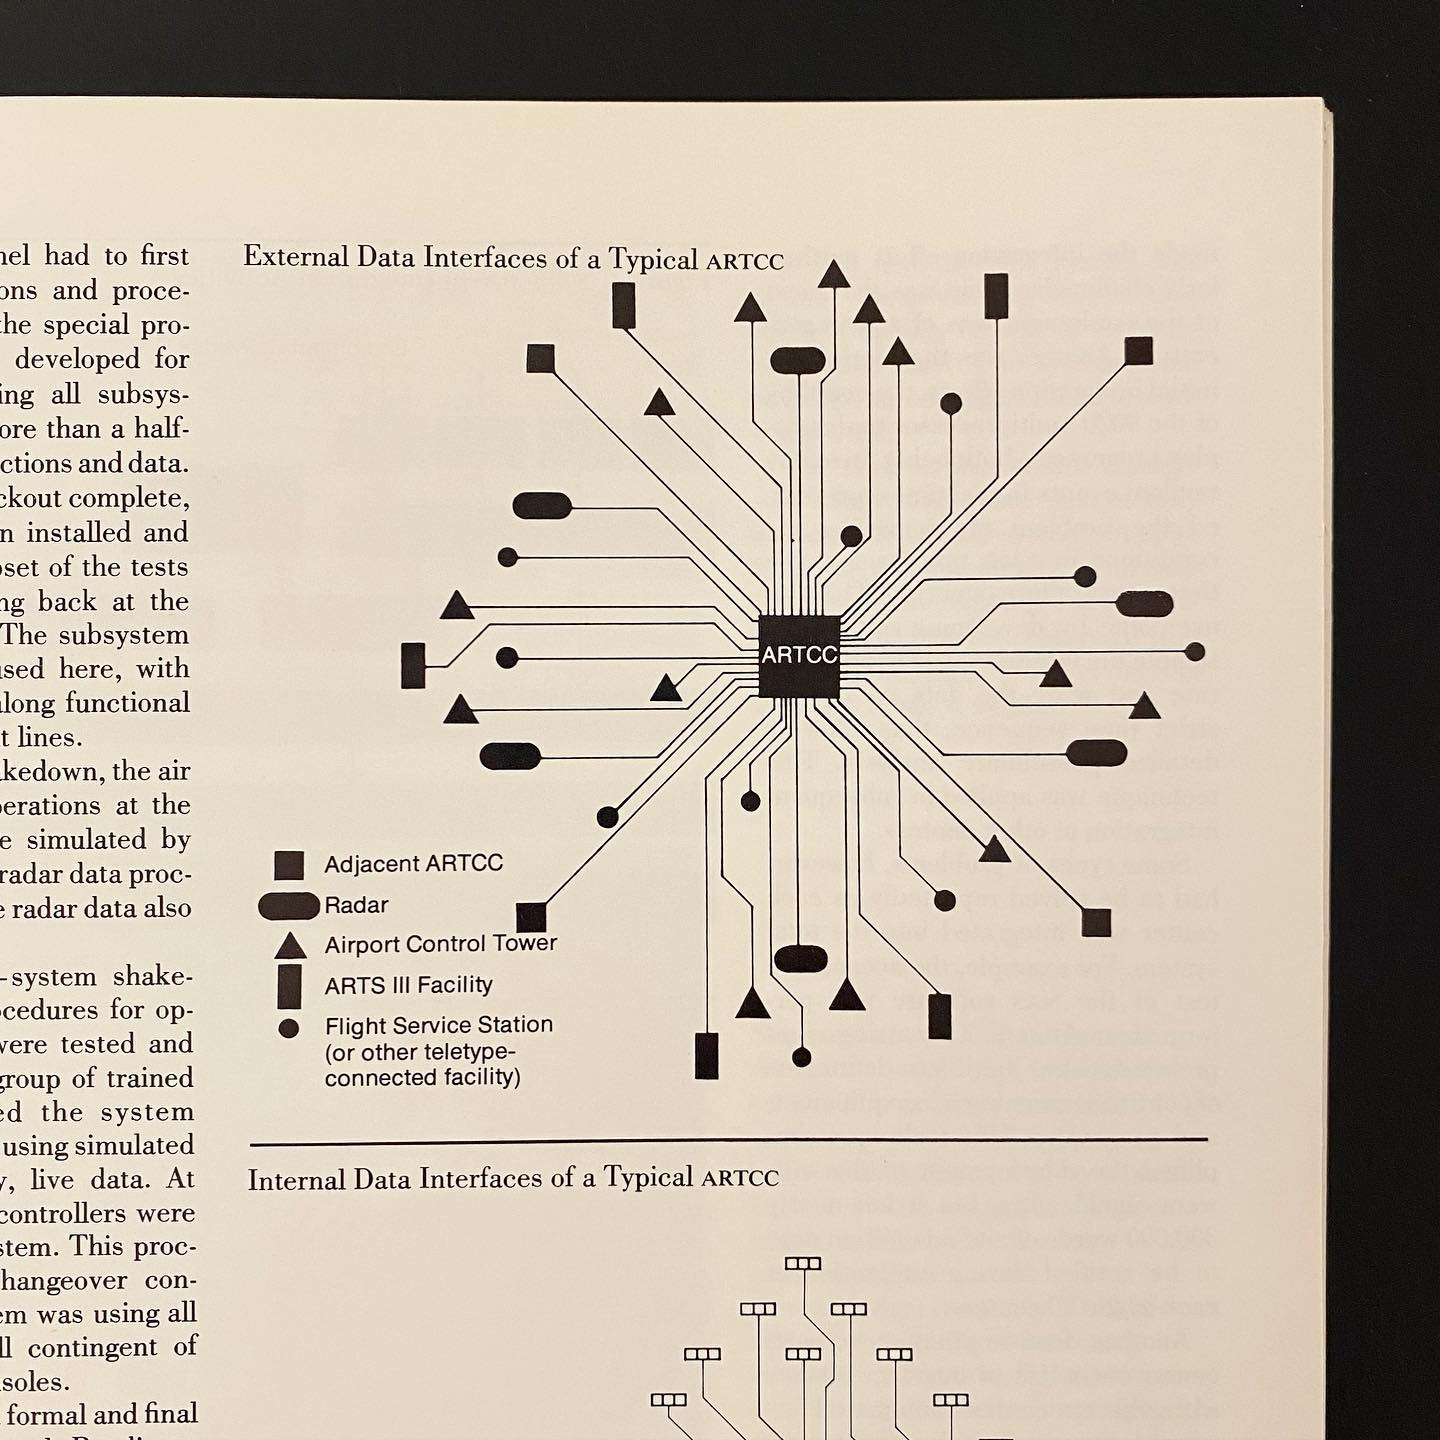 nel had to first
ons and proce-
the special pro-
developed for
ing all subsys-
ore than a half-
ctions and data.
ckout complete,
n installed and
oset of the tests
ng back at the
The subsystem
used here, with
along functional
t lines.
akedown, the air
perations at the
e simulated by
radar data proc-
e radar data also
-system shake-
ocedures for op-
were tested and
group of trained
ed the system
using simulated
y, live data. At
controllers were
stem. This proc-
hangeover con-
em was using all
ll contingent of
soles.
formal and final
External Data Interfaces of a Typical ARTCC
ARTCC
Adjacent ARTCC
Radar
Airport Control Tower
ARTS III Facility
Flight Service Station
(or other teletype-
connected facility)
Internal Data Interfaces of a Typical ARTCC